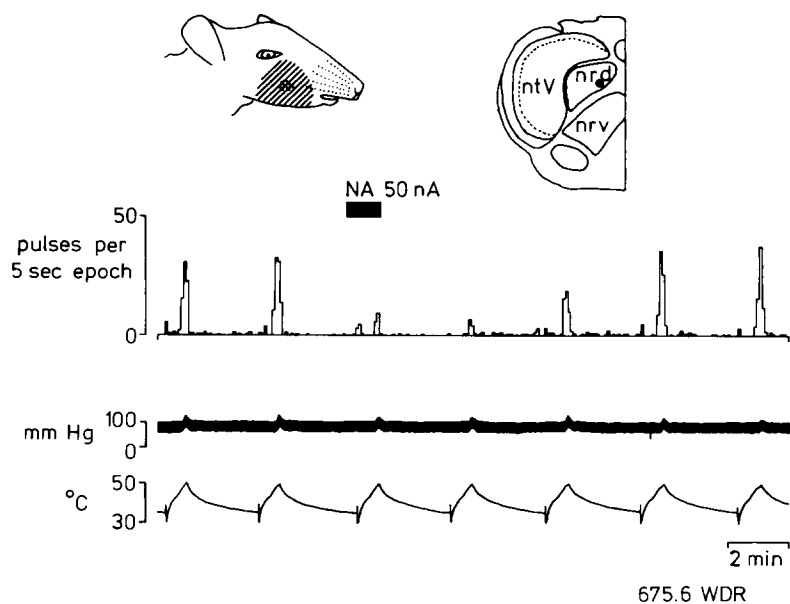 ntV
nrd
nrv
NA 50 nA
50
pulses per
5 sec epoch
0
100
mm Hg
0
50
°C
30
2 min
675.6 WDR